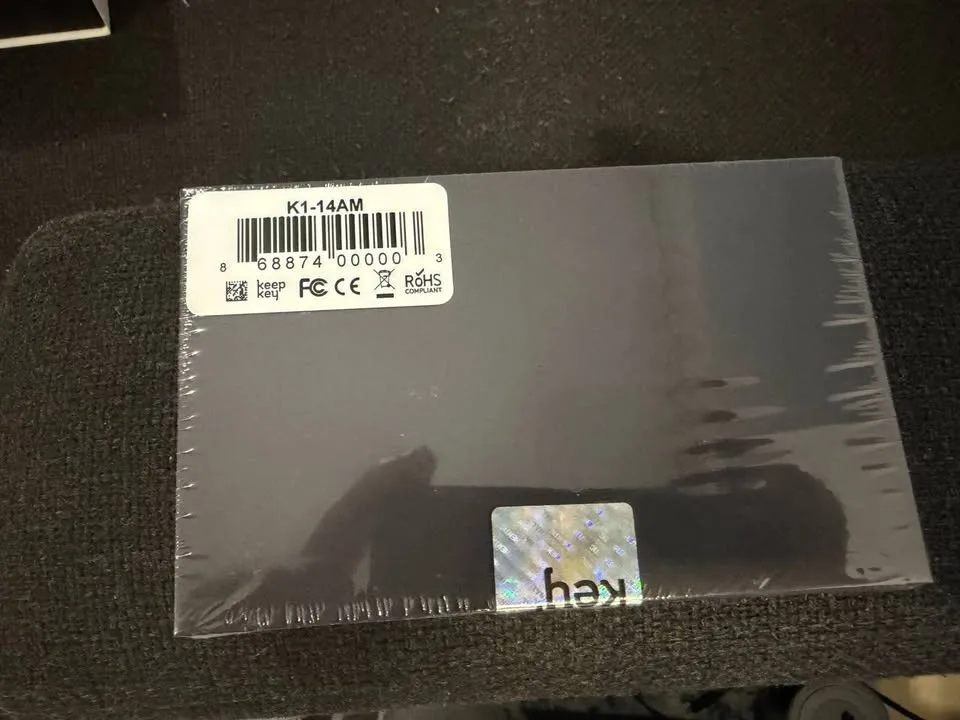 K1-14AM
8 68874 00000 3
keep
key
FC CE RoHS
COMPLIANT
key